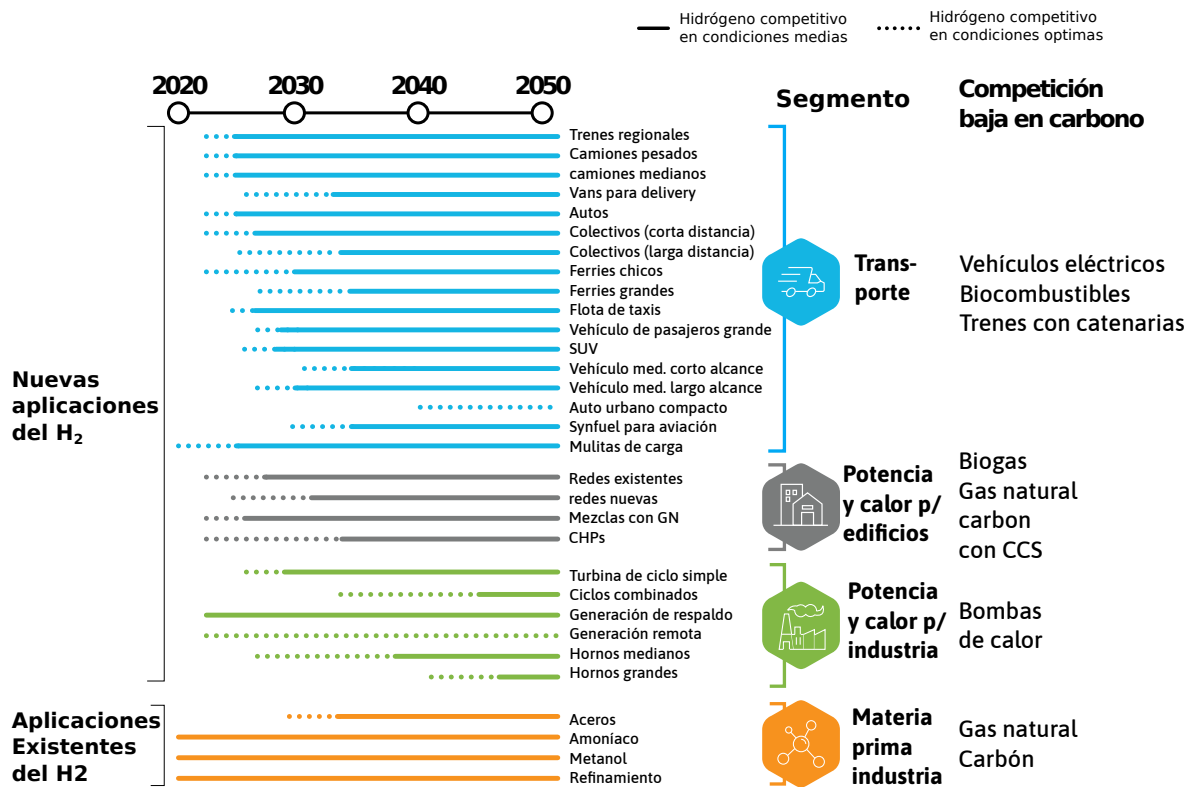 Hidrógeno competitivo
en condiciones medias
Hidrógeno competitivo
en condiciones optimas
2020
2030
2040
2050
Segmento
Competición
baja en carbono
Nuevas
aplicaciones
del H₂
Trenes regionales
Camiones pesados
camiones medianos
Vans para delivery
Autos
Colectivos (corta distancia)
Colectivos (larga distancia)
Ferries chicos
Ferries grandes
Flota de taxis
Vehículo de pasajeros grande
SUV
Vehículo med. corto alcance
Vehículo med. largo alcance
Auto urbano compacto
Synfuel para aviación
Mulitas de carga
Trans-
porte
Vehículos eléctricos
Biocombustibles
Trenes con catenarias
Redes existentes
redes nuevas
Mezclas con GN
CHPs
Potencia
y calor p/
edificios
Biogas
Gas natural
carbon
con CCS
Turbina de ciclo simple
Ciclos combinados
Generación de respaldo
Generación remota
Hornos medianos
Hornos grandes
Potencia
y calor p/
industria
Bombas
de calor
Aplicaciones
Existentes
del H2
Aceros
Amoníaco
Metanol
Refinamiento
Materia
prima
industria
Gas natural
Carbón